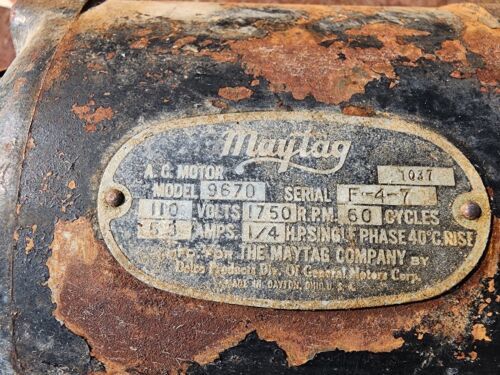 Maytag
A.C. MOTOR 1037
MODEL 9670 SERIAL F-4-7
110 VOLTS 1750 R.P.M. 60 CYCLES
AMPS. 1/4 H.P. SINGLE PHASE 40°C. RISE
FOR THE MAYTAG COMPANY BY
Delco Products Div. Of General Motors Corp.
MADE IN DAYTON, OHIO U.S.A.